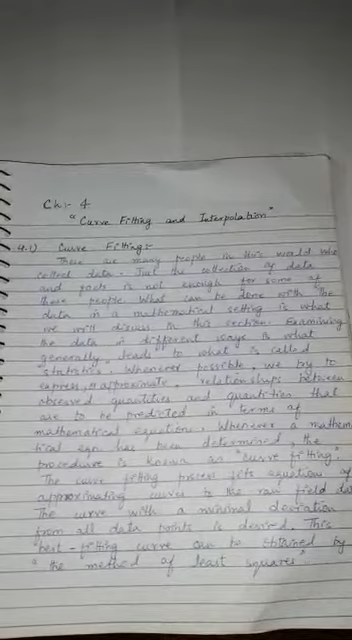 Ch:- 4
"Curve Fitting and Interpolation"
4.1) Curve Fitting:-
There are many people in this world who
collect data. Just the collection of data
and facts is not enough for some of
these people. What can be done with the
data in a mathematical setting is what
we will discuss in this section. Examining
the data in different ways is what
generally leads to what is called
"Statistics". Whenever possible, we try to
express, or approximate, relationships between
observed quantities and quantities that
are to be predicted in terms of
mathematical equations. Whenever a mathema-
tical eqn has been determined, the
procedure is known as "curve fitting".
The curve fitting process fits equation of
approximating curves to the raw field data
The curve with a minimal deviation
from all data points is desired. This
best-fitting curve can be obtained by
"the method of least squares".